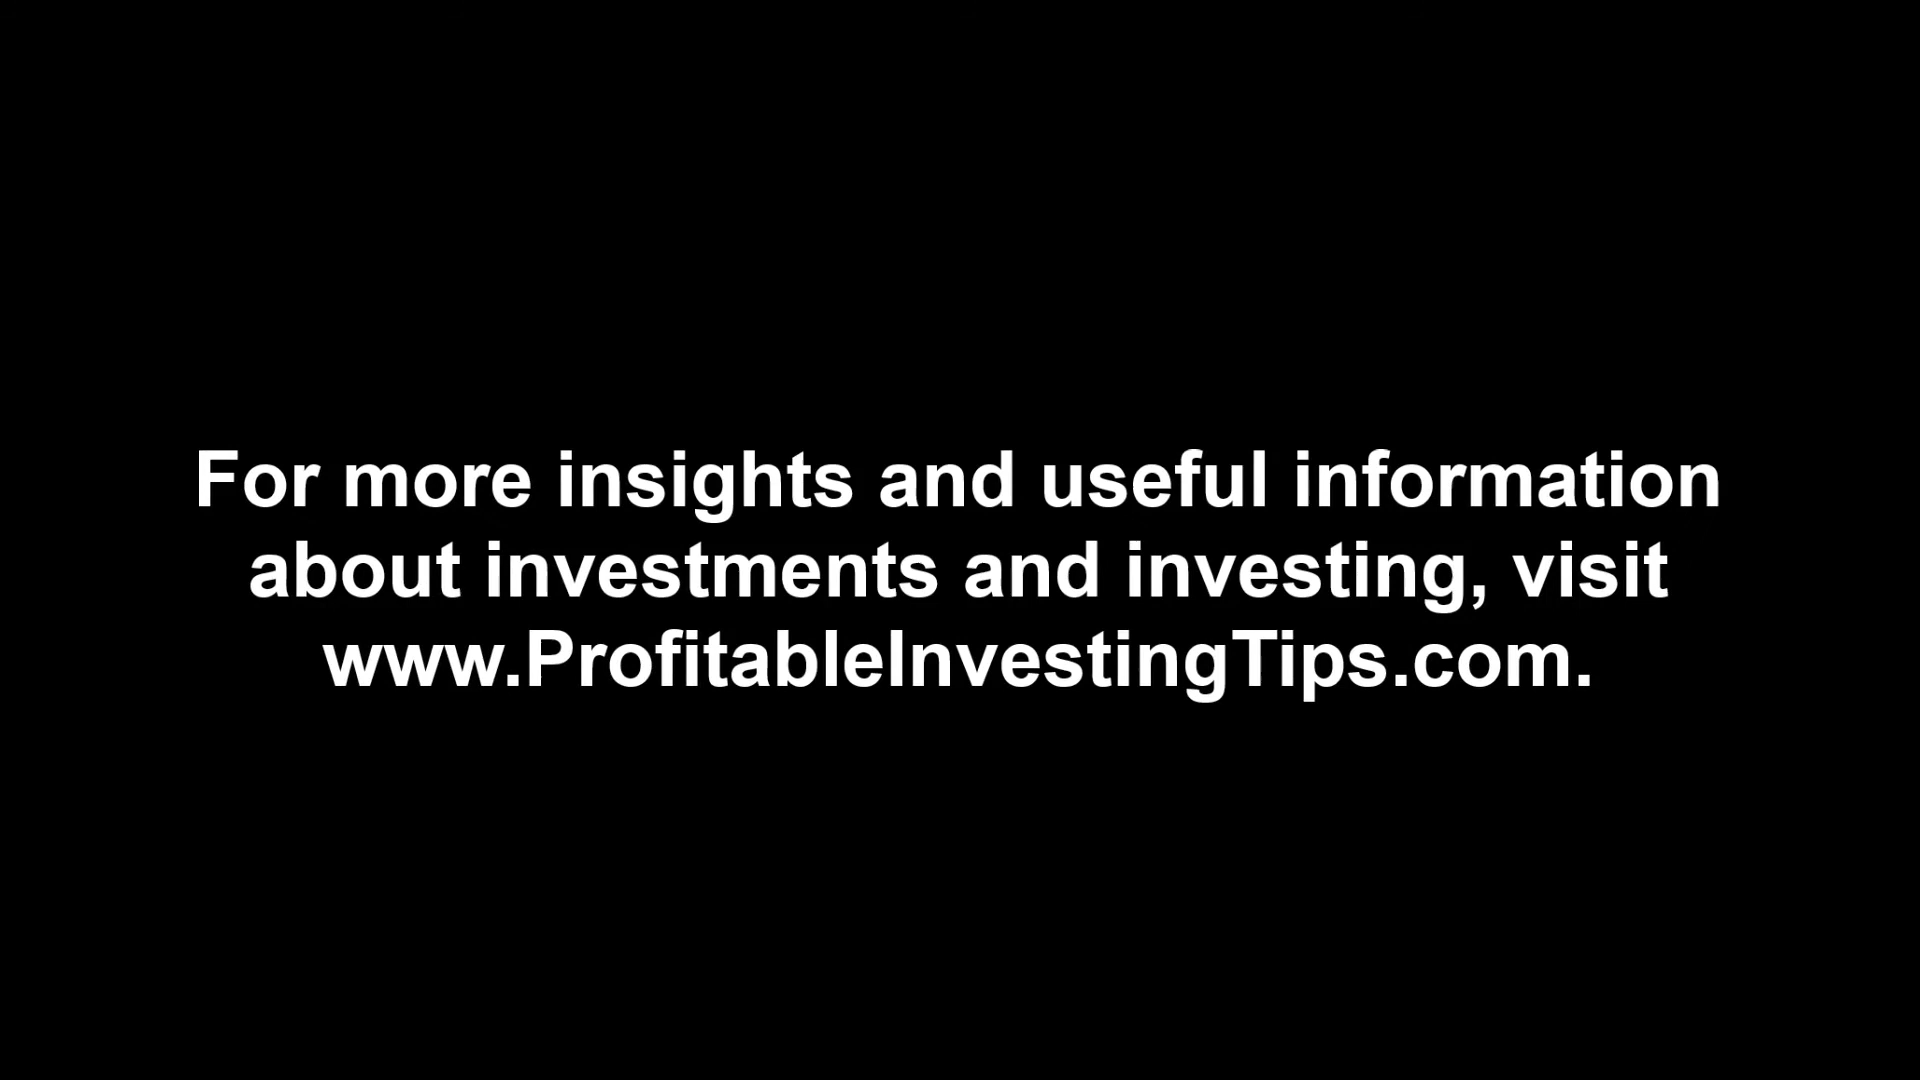 For more insights and useful information
about investments and investing, visit
www.ProfitableInvestingTips.com.